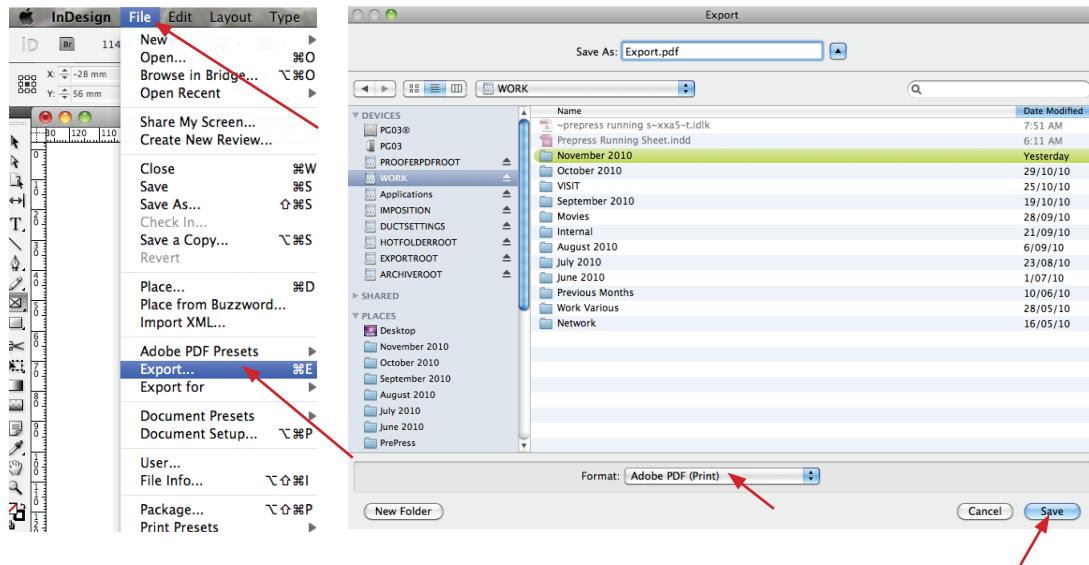 InDesign File Edit Layout Type
ID Br 114
X: -28 mm
Y: 56 mm
120 110
New
Open... ⌘O
Browse in Bridge... ⌥⌘O
Open Recent
Share My Screen...
Create New Review...
Close ⌘W
Save ⌘S
Save As... ⇧⌘S
Check In...
Save a Copy... ⌥⌘S
Revert
Place... ⌘D
Place from Buzzword...
Import XML...
Adobe PDF Presets
Export... ⌘E
Export for
Document Presets
Document Setup... ⌥⌘P
User...
File Info... ⌥⇧⌘I
Package... ⌥⇧⌘P
Print Presets
Export
Save As: Export.pdf
WORK
DEVICES
PG03®
PG03
PROOFERPDFROOT
WORK
Applications
IMPOSITION
DUCTSETTINGS
HOTFOLDERROOT
EXPORTROOT
ARCHIVEROOT
SHARED
PLACES
Desktop
November 2010
October 2010
September 2010
August 2010
July 2010
June 2010
PrePress
Name Date Modified
~prepress running s~xxa5-t.idlk 7:51 AM
Prepress Running Sheet.indd 6:11 AM
November 2010 Yesterday
October 2010 29/10/10
VISIT 25/10/10
September 2010 19/10/10
Movies 28/09/10
Internal 21/09/10
August 2010 6/09/10
July 2010 23/08/10
June 2010 1/07/10
Previous Months 10/06/10
Work Various 28/05/10
Network 16/05/10
Format: Adobe PDF (Print)
New Folder Cancel Save